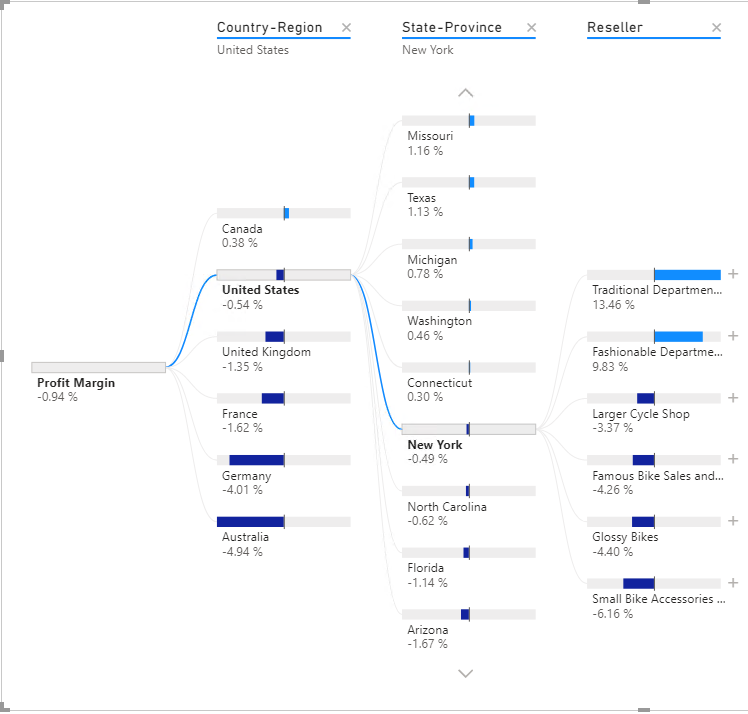 Country-Region
United States
State-Province
New York
Reseller
Profit Margin
-0.94 %
Canada
0.38 %
United States
-0.54 %
United Kingdom
-1.35 %
France
-1.62 %
Germany
-4.01 %
Australia
-4.94 %
Missouri
1.16 %
Texas
1.13 %
Michigan
0.78 %
Washington
0.46 %
Connecticut
0.30 %
New York
-0.49 %
North Carolina
-0.62 %
Florida
-1.14 %
Arizona
-1.67 %
Traditional Departmen...
13.46 %
Fashionable Departme...
9.83 %
Larger Cycle Shop
-3.37 %
Famous Bike Sales and...
-4.26 %
Glossy Bikes
-4.40 %
Small Bike Accessories ...
-6.16 %